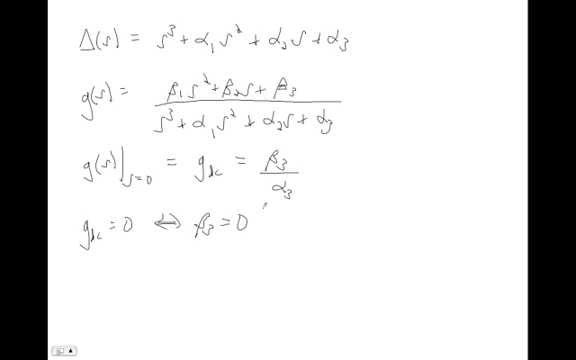 Δ(s) = s³ + α₁s² + α₂s + α₃
g(s) = (β₁s² + β₂s + β₃) / (s³ + α₁s² + α₂s + α₃)
g(s)|ₛ₌₀ = g_dc = β₃ / α₃
g_dc = 0 ⇔ β₃ = 0